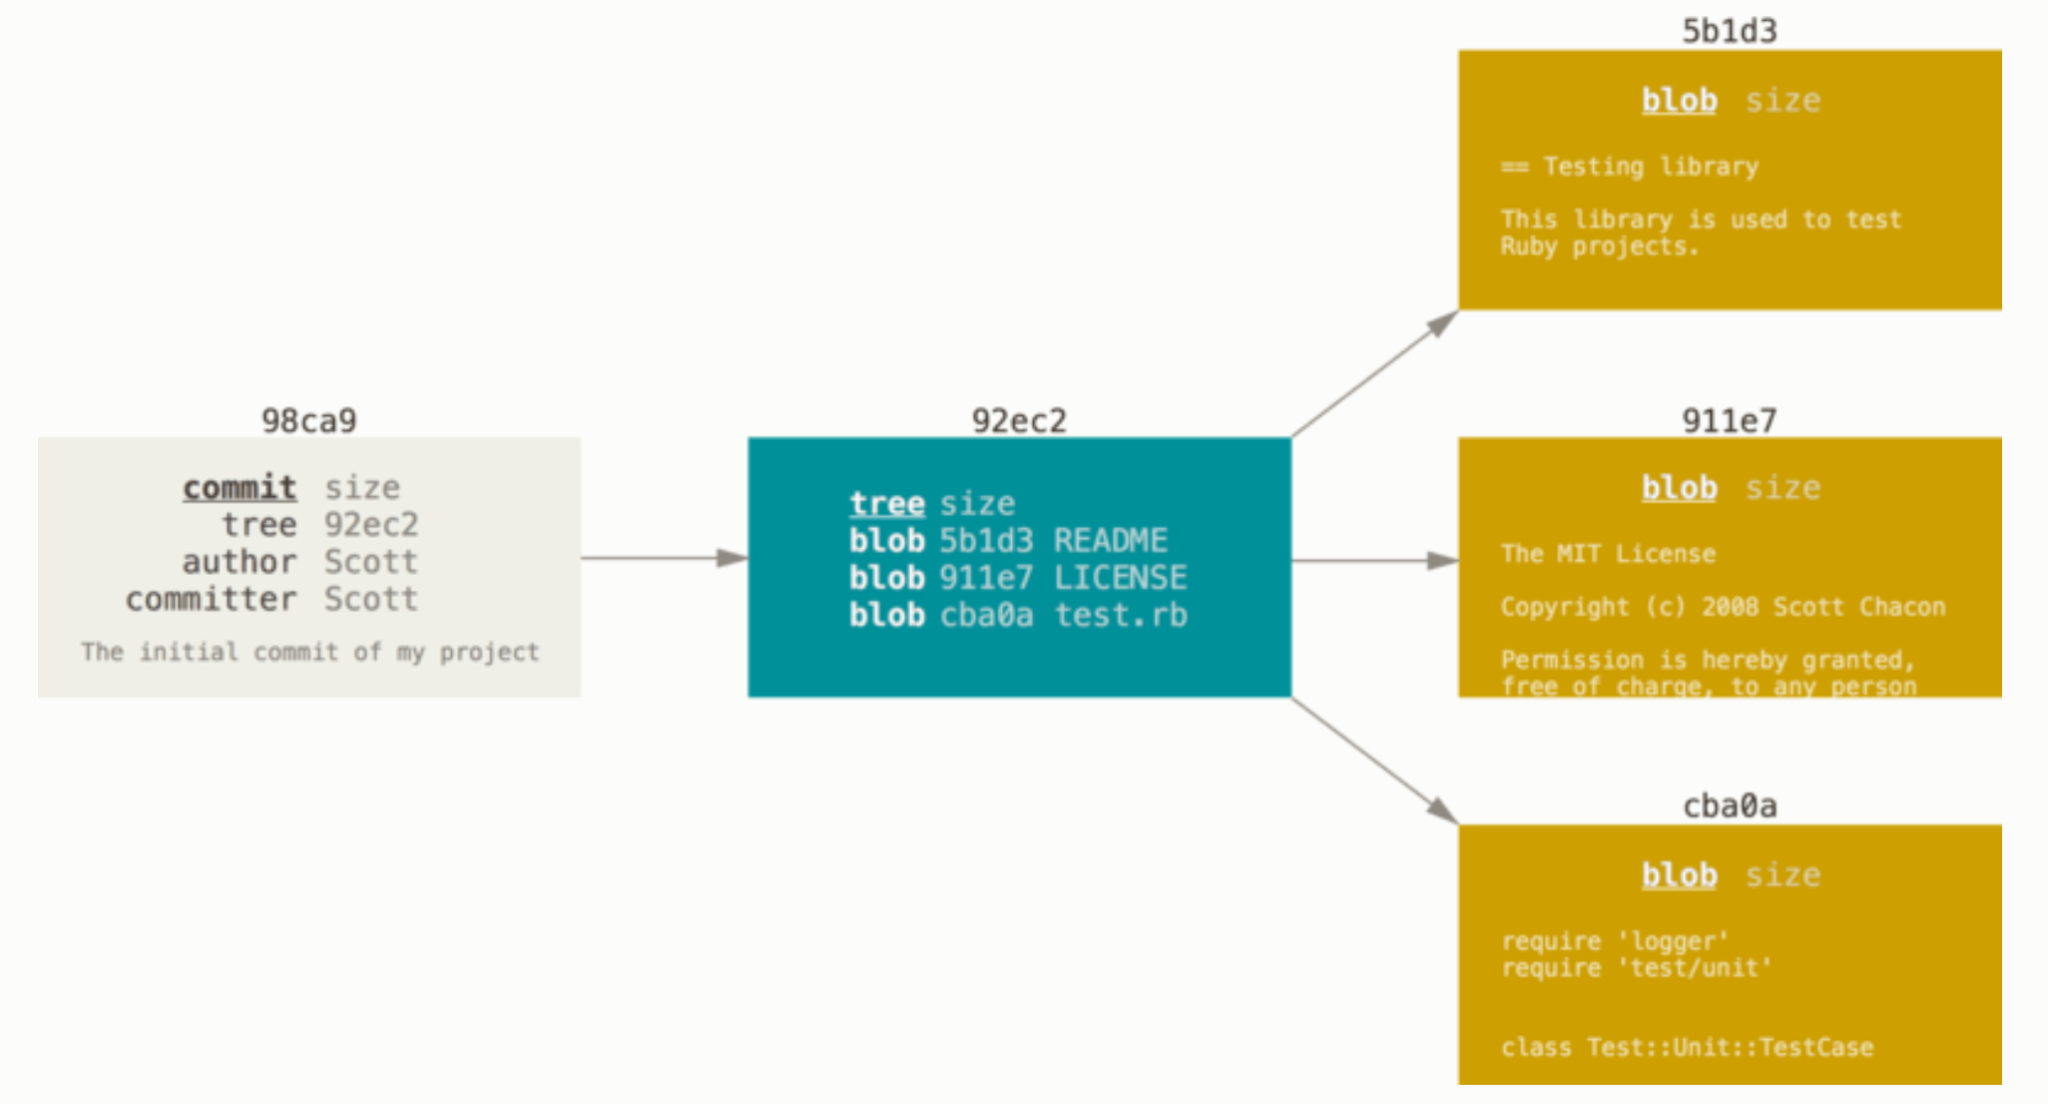 98ca9
commit size
tree 92ec2
author Scott
committer Scott
The initial commit of my project
92ec2
tree size
blob 5b1d3 README
blob 911e7 LICENSE
blob cba0a test.rb
5b1d3
blob size
== Testing library
This library is used to test
Ruby projects.
911e7
blob size
The MIT License
Copyright (c) 2008 Scott Chacon
Permission is hereby granted,
free of charge, to any person
cba0a
blob size
require 'logger'
require 'test/unit'
class Test::Unit::TestCase